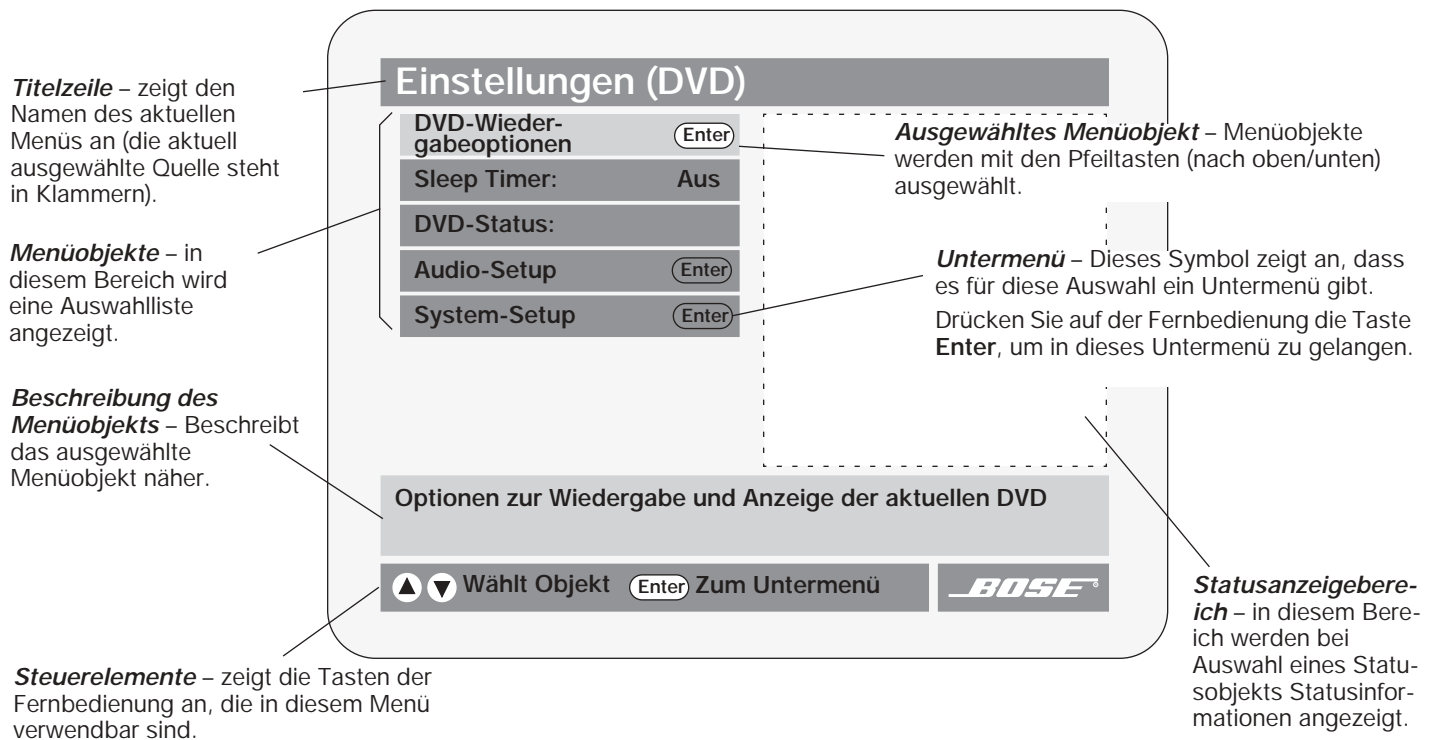 Titelzeile – zeigt den
Namen des aktuellen
Menüs an (die aktuell
ausgewählte Quelle steht
in Klammern).
Menüobjekte – in
diesem Bereich wird
eine Auswahlliste
angezeigt.
Beschreibung des
Menüobjekts – Beschreibt
das ausgewählte
Menüobjekt näher.
Steuerelemente – zeigt die Tasten der
Fernbedienung an, die in diesem Menü
verwendbar sind.
Einstellungen (DVD)
DVD-Wieder-
gabeoptionen Enter
Sleep Timer: Aus
DVD-Status:
Audio-Setup Enter
System-Setup Enter
Optionen zur Wiedergabe und Anzeige der aktuellen DVD
Wählt Objekt Enter Zum Untermenü
BOSE®
Ausgewähltes Menüobjekt – Menüobjekte
werden mit den Pfeiltasten (nach oben/unten)
ausgewählt.
Untermenü – Dieses Symbol zeigt an, dass
es für diese Auswahl ein Untermenü gibt.
Drücken Sie auf der Fernbedienung die Taste
Enter, um in dieses Untermenü zu gelangen.
Statusanzeigebere-
ich – in diesem Bere-
ich werden bei
Auswahl eines Statu-
sobjekts Statusinfor-
mationen angezeigt.